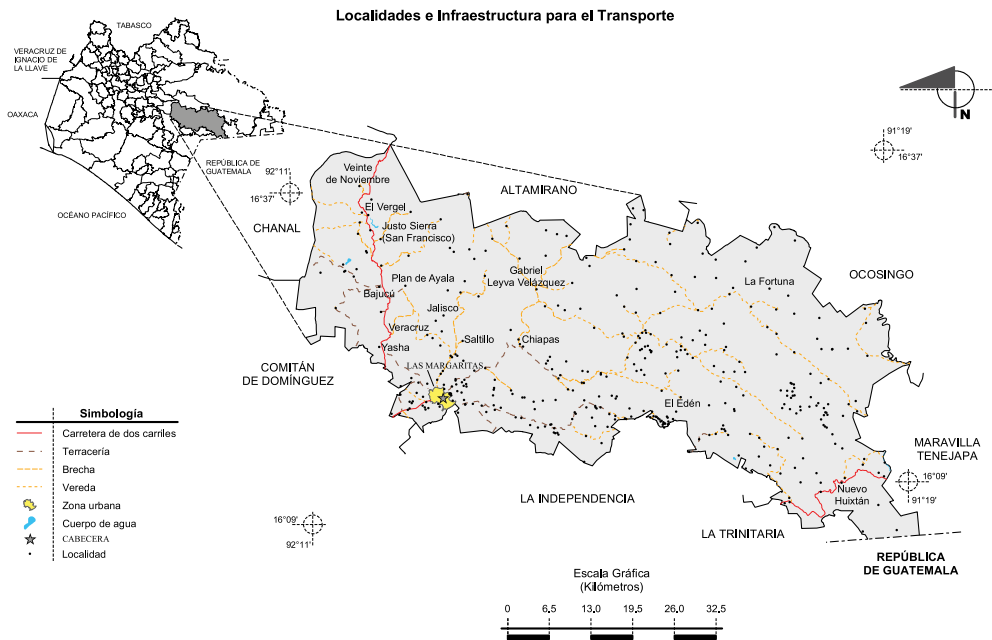 Localidades e Infraestructura para el Transporte
TABASCO
VERACRUZ DE
IGNACIO DE
LA LLAVE
OAXACA
REPÚBLICA DE
GUATEMALA
OCÉANO PACÍFICO
N
91°19'
16°37'
92°11'
16°37'
Veinte
de Noviembre
ALTAMIRANO
El Vergel
CHANAL
Justo Sierra
(San Francisco)
OCOSINGO
Plan de Ayala
Gabriel
Leyva Velázquez
La Fortuna
Bajucú
Jalisco
Veracruz
Yasha
Saltillo
Chiapas
COMITÁN
DE DOMÍNGUEZ
LAS MARGARITAS
El Edén
MARAVILLA
TENEJAPA
16°09'
91°19'
Nuevo
Huixtán
LA INDEPENDENCIA
16°09'
92°11'
LA TRINITARIA
REPÚBLICA
DE GUATEMALA
Simbología
Carretera de dos carriles
Terracería
Brecha
Vereda
Zona urbana
Cuerpo de agua
CABECERA
Localidad
Escala Gráfica
(Kilómetros)
0 6.5 13.0 19.5 26.0 32.5